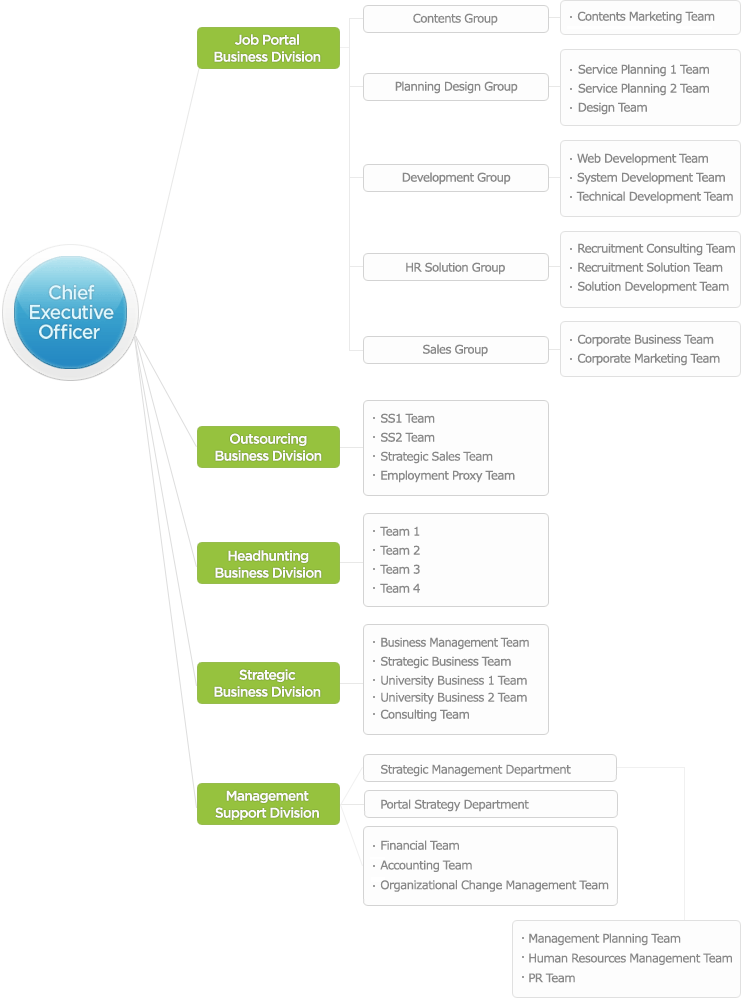 Chief
Executive
Officer
Job Portal
Business Division
Contents Group
· Contents Marketing Team
Planning Design Group
· Service Planning 1 Team
· Service Planning 2 Team
· Design Team
Development Group
· Web Development Team
· System Development Team
· Technical Development Team
HR Solution Group
· Recruitment Consulting Team
· Recruitment Solution Team
· Solution Development Team
Sales Group
· Corporate Business Team
· Corporate Marketing Team
Outsourcing
Business Division
· SS1 Team
· SS2 Team
· Strategic Sales Team
· Employment Proxy Team
Headhunting
Business Division
· Team 1
· Team 2
· Team 3
· Team 4
Strategic
Business Division
· Business Management Team
· Strategic Business Team
· University Business 1 Team
· University Business 2 Team
· Consulting Team
Management
Support Division
Strategic Management Department
Portal Strategy Department
· Financial Team
· Accounting Team
· Organizational Change Management Team
· Management Planning Team
· Human Resources Management Team
· PR Team